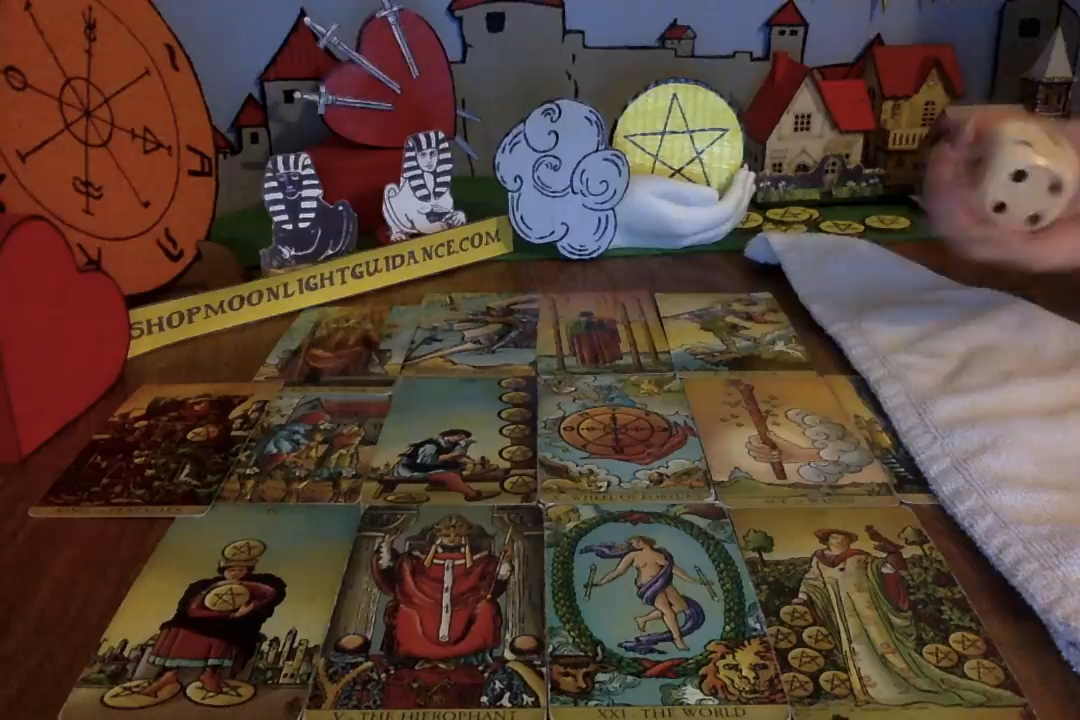 SHOPMOONLIGHTGUIDANCE.COM
WHEEL OF FORTUNE
V - THE HIEROPHANT
XXI - THE WORLD